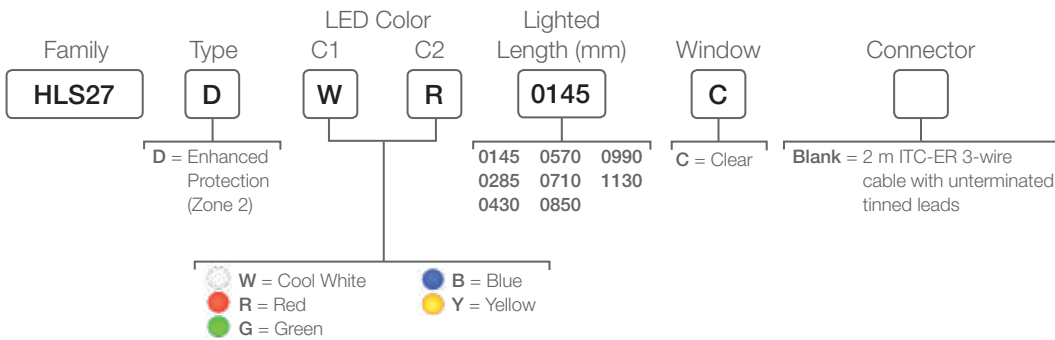 LED Color
Lighted
Family
Type
C1
C2
Length (mm)
Window
Connector
HLS27
D
W
R
0145
C
D = Enhanced
Protection
(Zone 2)
0145 0570 0990
0285 0710 1130
0430 0850
C = Clear
Blank = 2 m ITC-ER 3-wire
cable with unterminated
tinned leads
W = Cool White
R = Red
G = Green
B = Blue
Y = Yellow